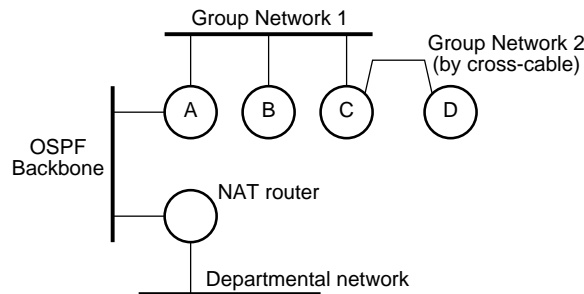 Group Network 1
Group Network 2
(by cross-cable)
A
B
C
D
OSPF
Backbone
NAT router
Departmental network